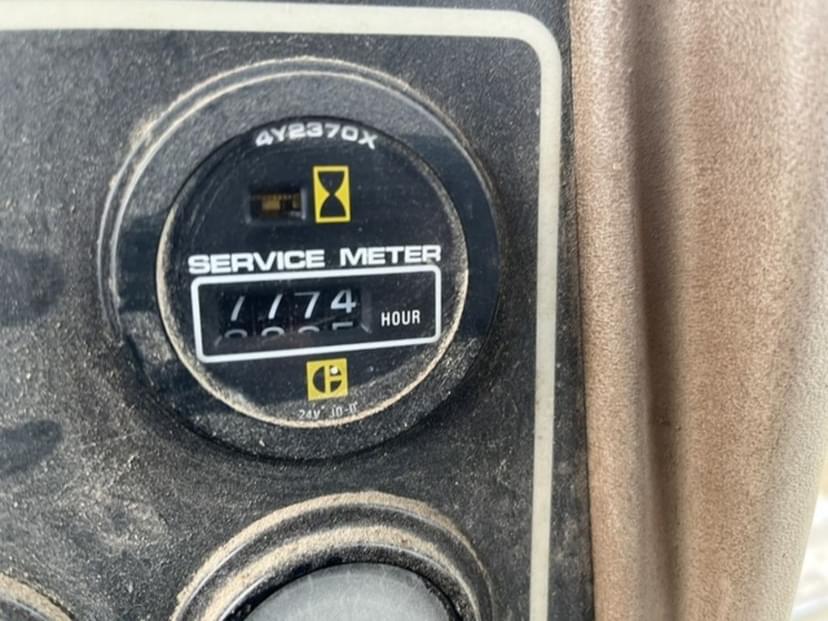 4Y2370X
SERVICE METER
7774
HOUR
24V